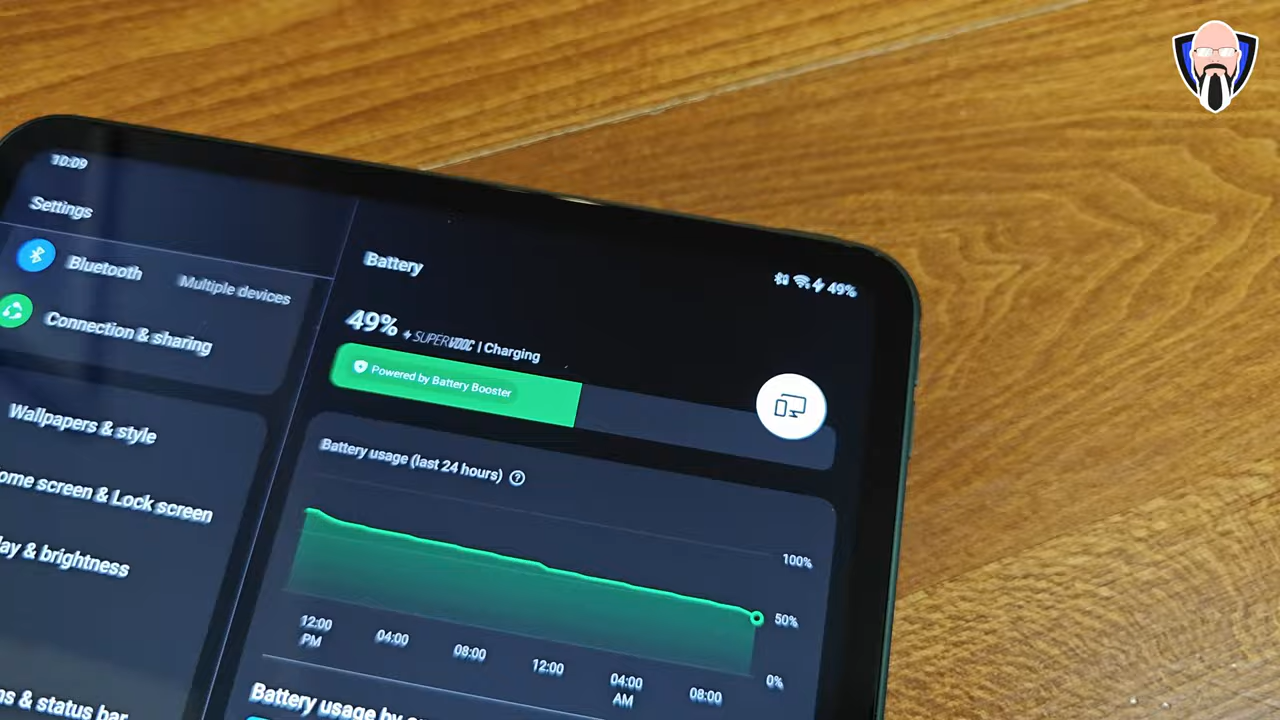 10:09
Settings
Bluetooth
Multiple devices
Connection & sharing
Wallpapers & style
ome screen & Lock screen
ay & brightness
s & status bar
Battery
49%
49% SUPERVOOC | Charging
Powered by Battery Booster
Battery usage (last 24 hours)
100%
50%
0%
12:00 PM
04:00
08:00
12:00
04:00 AM
08:00
Battery usage by